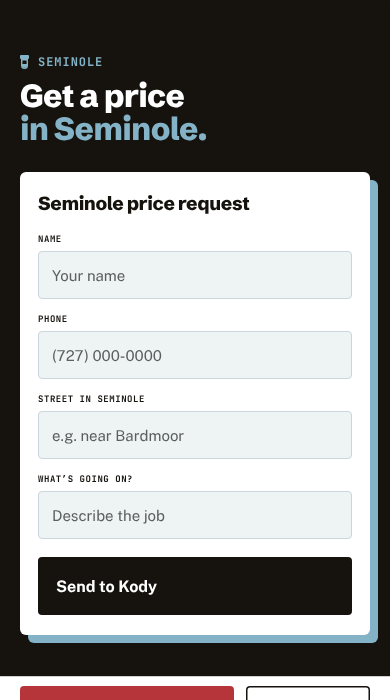 SEMINOLE
Get a price
in Seminole.
Seminole price request
NAME
Your name
PHONE
(727) 000-0000
STREET IN SEMINOLE
e.g. near Bardmoor
WHAT'S GOING ON?
Describe the job
Send to Kody